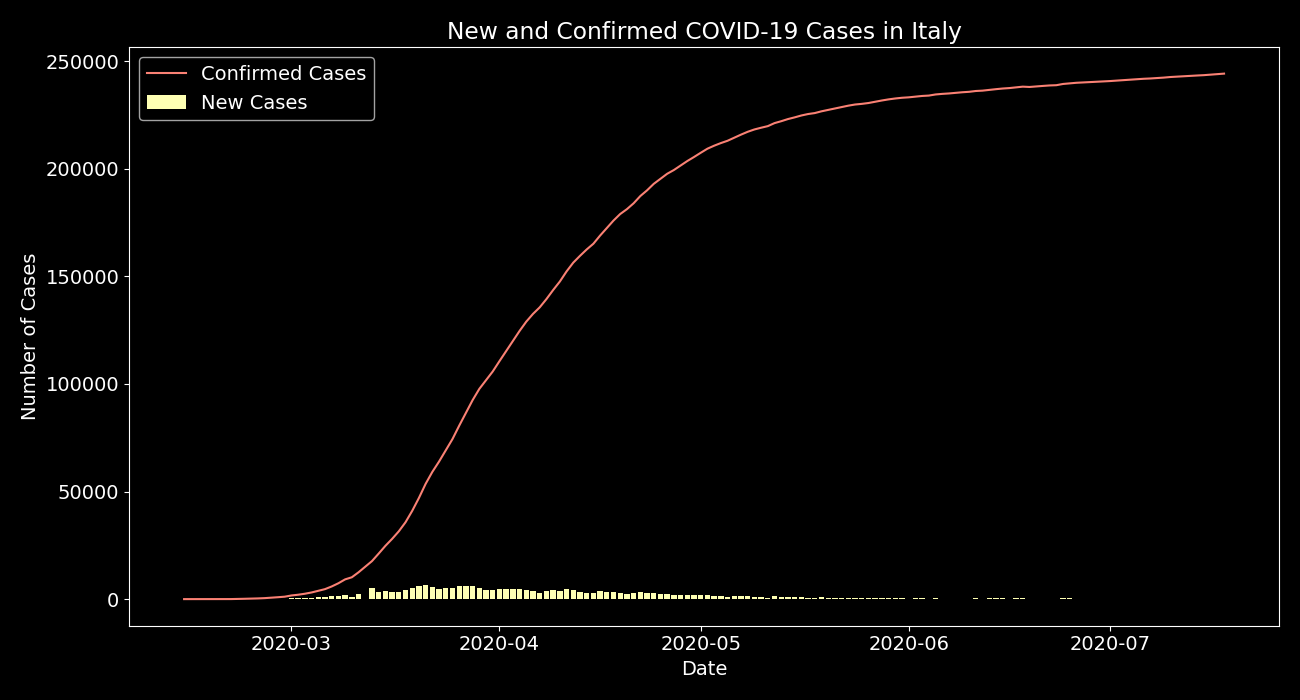 New and Confirmed COVID-19 Cases in Italy
Confirmed Cases
New Cases
250000
200000
150000
100000
50000
0
Number of Cases
2020-03 2020-04 2020-05 2020-06 2020-07
Date